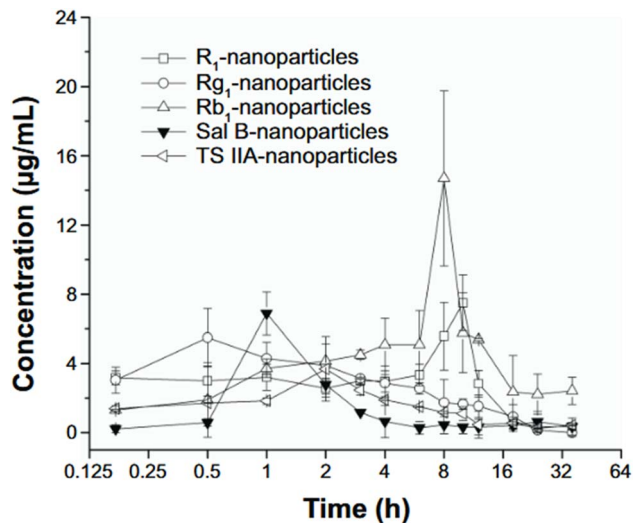 24
20
16
12
8
4
0
Concentration (µg/mL)
R₁-nanoparticles
Rg₁-nanoparticles
Rb₁-nanoparticles
Sal B-nanoparticles
TS IIA-nanoparticles
0.125 0.25 0.5 1 2 4 8 16 32 64
Time (h)